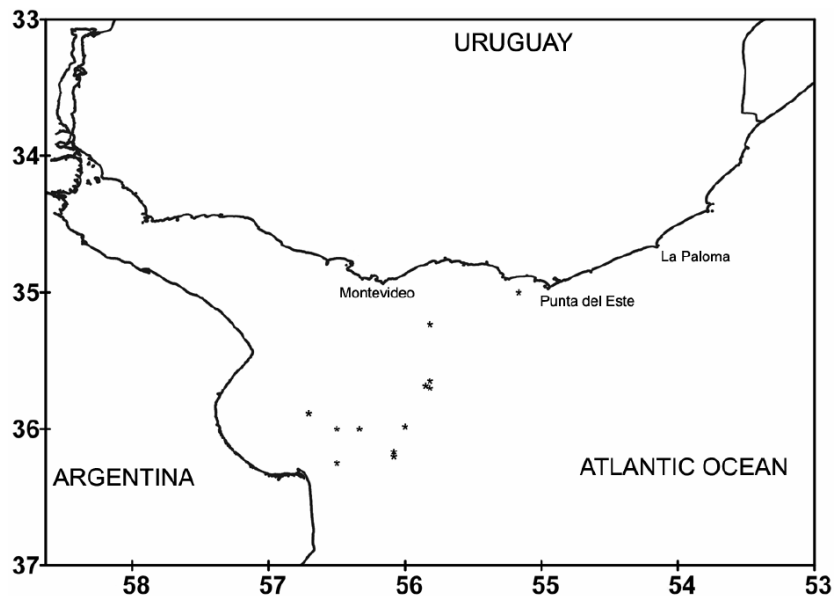 33
URUGUAY
34
La Paloma
35
Montevideo
Punta del Este
36
ARGENTINA
ATLANTIC OCEAN
37
58 57 56 55 54 53